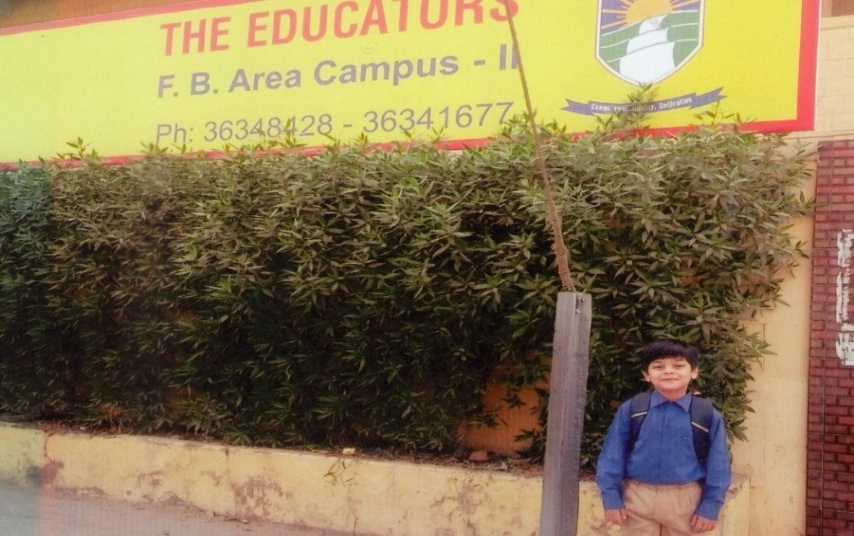 THE EDUCATORS
F. B. Area Campus - II
Ph: 36348428 - 36341677